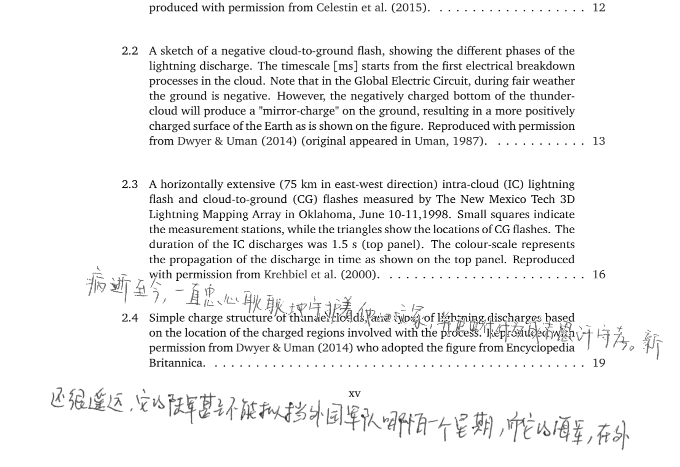 produced with permission from Celestin et al. (2015). . . . . . . . . . . . . . . . . . 12
2.2 A sketch of a negative cloud-to-ground flash, showing the different phases of the
lightning discharge. The timescale [ms] starts from the first electrical breakdown
processes in the cloud. Note that in the Global Electric Circuit, during fair weather
the ground is negative. However, the negatively charged bottom of the thunder-
cloud will produce a "mirror-charge" on the ground, resulting in a more positively
charged surface of the Earth as is shown on the figure. Reproduced with permission
from Dwyer & Uman (2014) (original appeared in Uman, 1987). . . . . . . . . . . 13
2.3 A horizontally extensive (75 km in east-west direction) intra-cloud (IC) lightning
flash and cloud-to-ground (CG) flashes measured by The New Mexico Tech 3D
Lightning Mapping Array in Oklahoma, June 10-11,1998. Small squares indicate
the measurement stations, while the triangles show the locations of CG flashes. The
duration of the IC discharges was 1.5 s (top panel). The colour-scale represents
the propagation of the discharge in time as shown on the top panel. Reproduced
with permission from Krehbiel et al. (2000). . . . . . . . . . . . . . . . . . . . . . . 16
病逝至今，一直忠心耿耿地守护着他的
2.4 Simple charge structure of thunderclouds, and types of lightning discharges based
on the location of the charged regions involved with the process. Reproduced with
守孝。新
permission from Dwyer & Uman (2014) who adopted the figure from Encyclopedia
Britannica. . . . . . . . . . . . . . . . . . . . . . . . . . . . . . . . . . . . . . . . . 19
xv
还很遥远，它的陆军甚至不能抵挡外国军队哪怕一个星期，而它的海军，在外